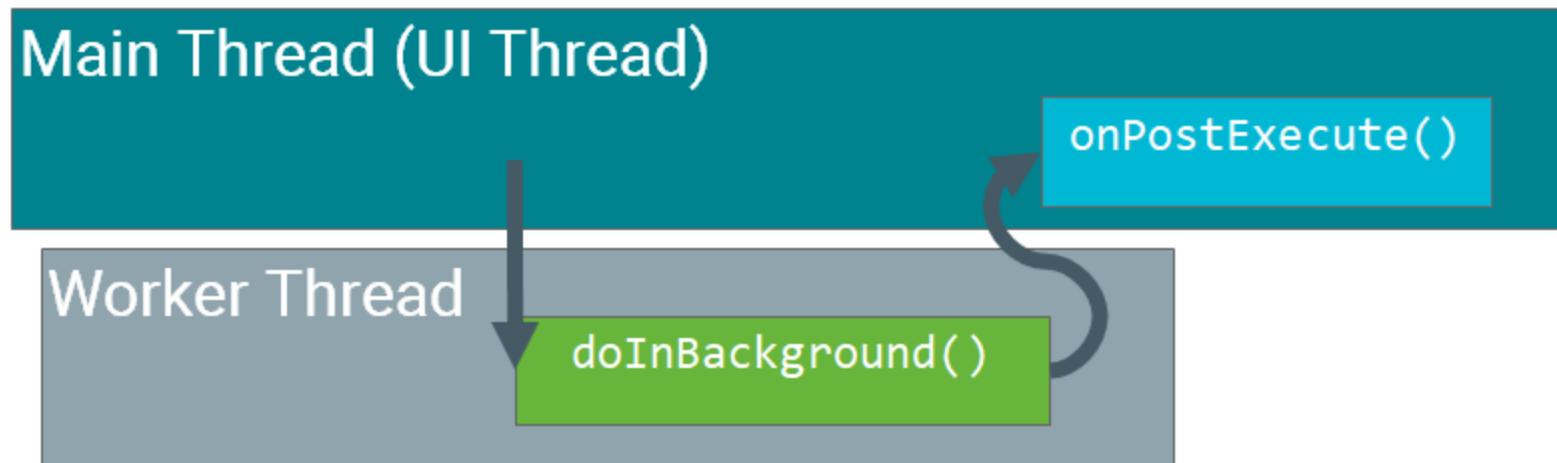 Main Thread (UI Thread)
onPostExecute()
Worker Thread
doInBackground()